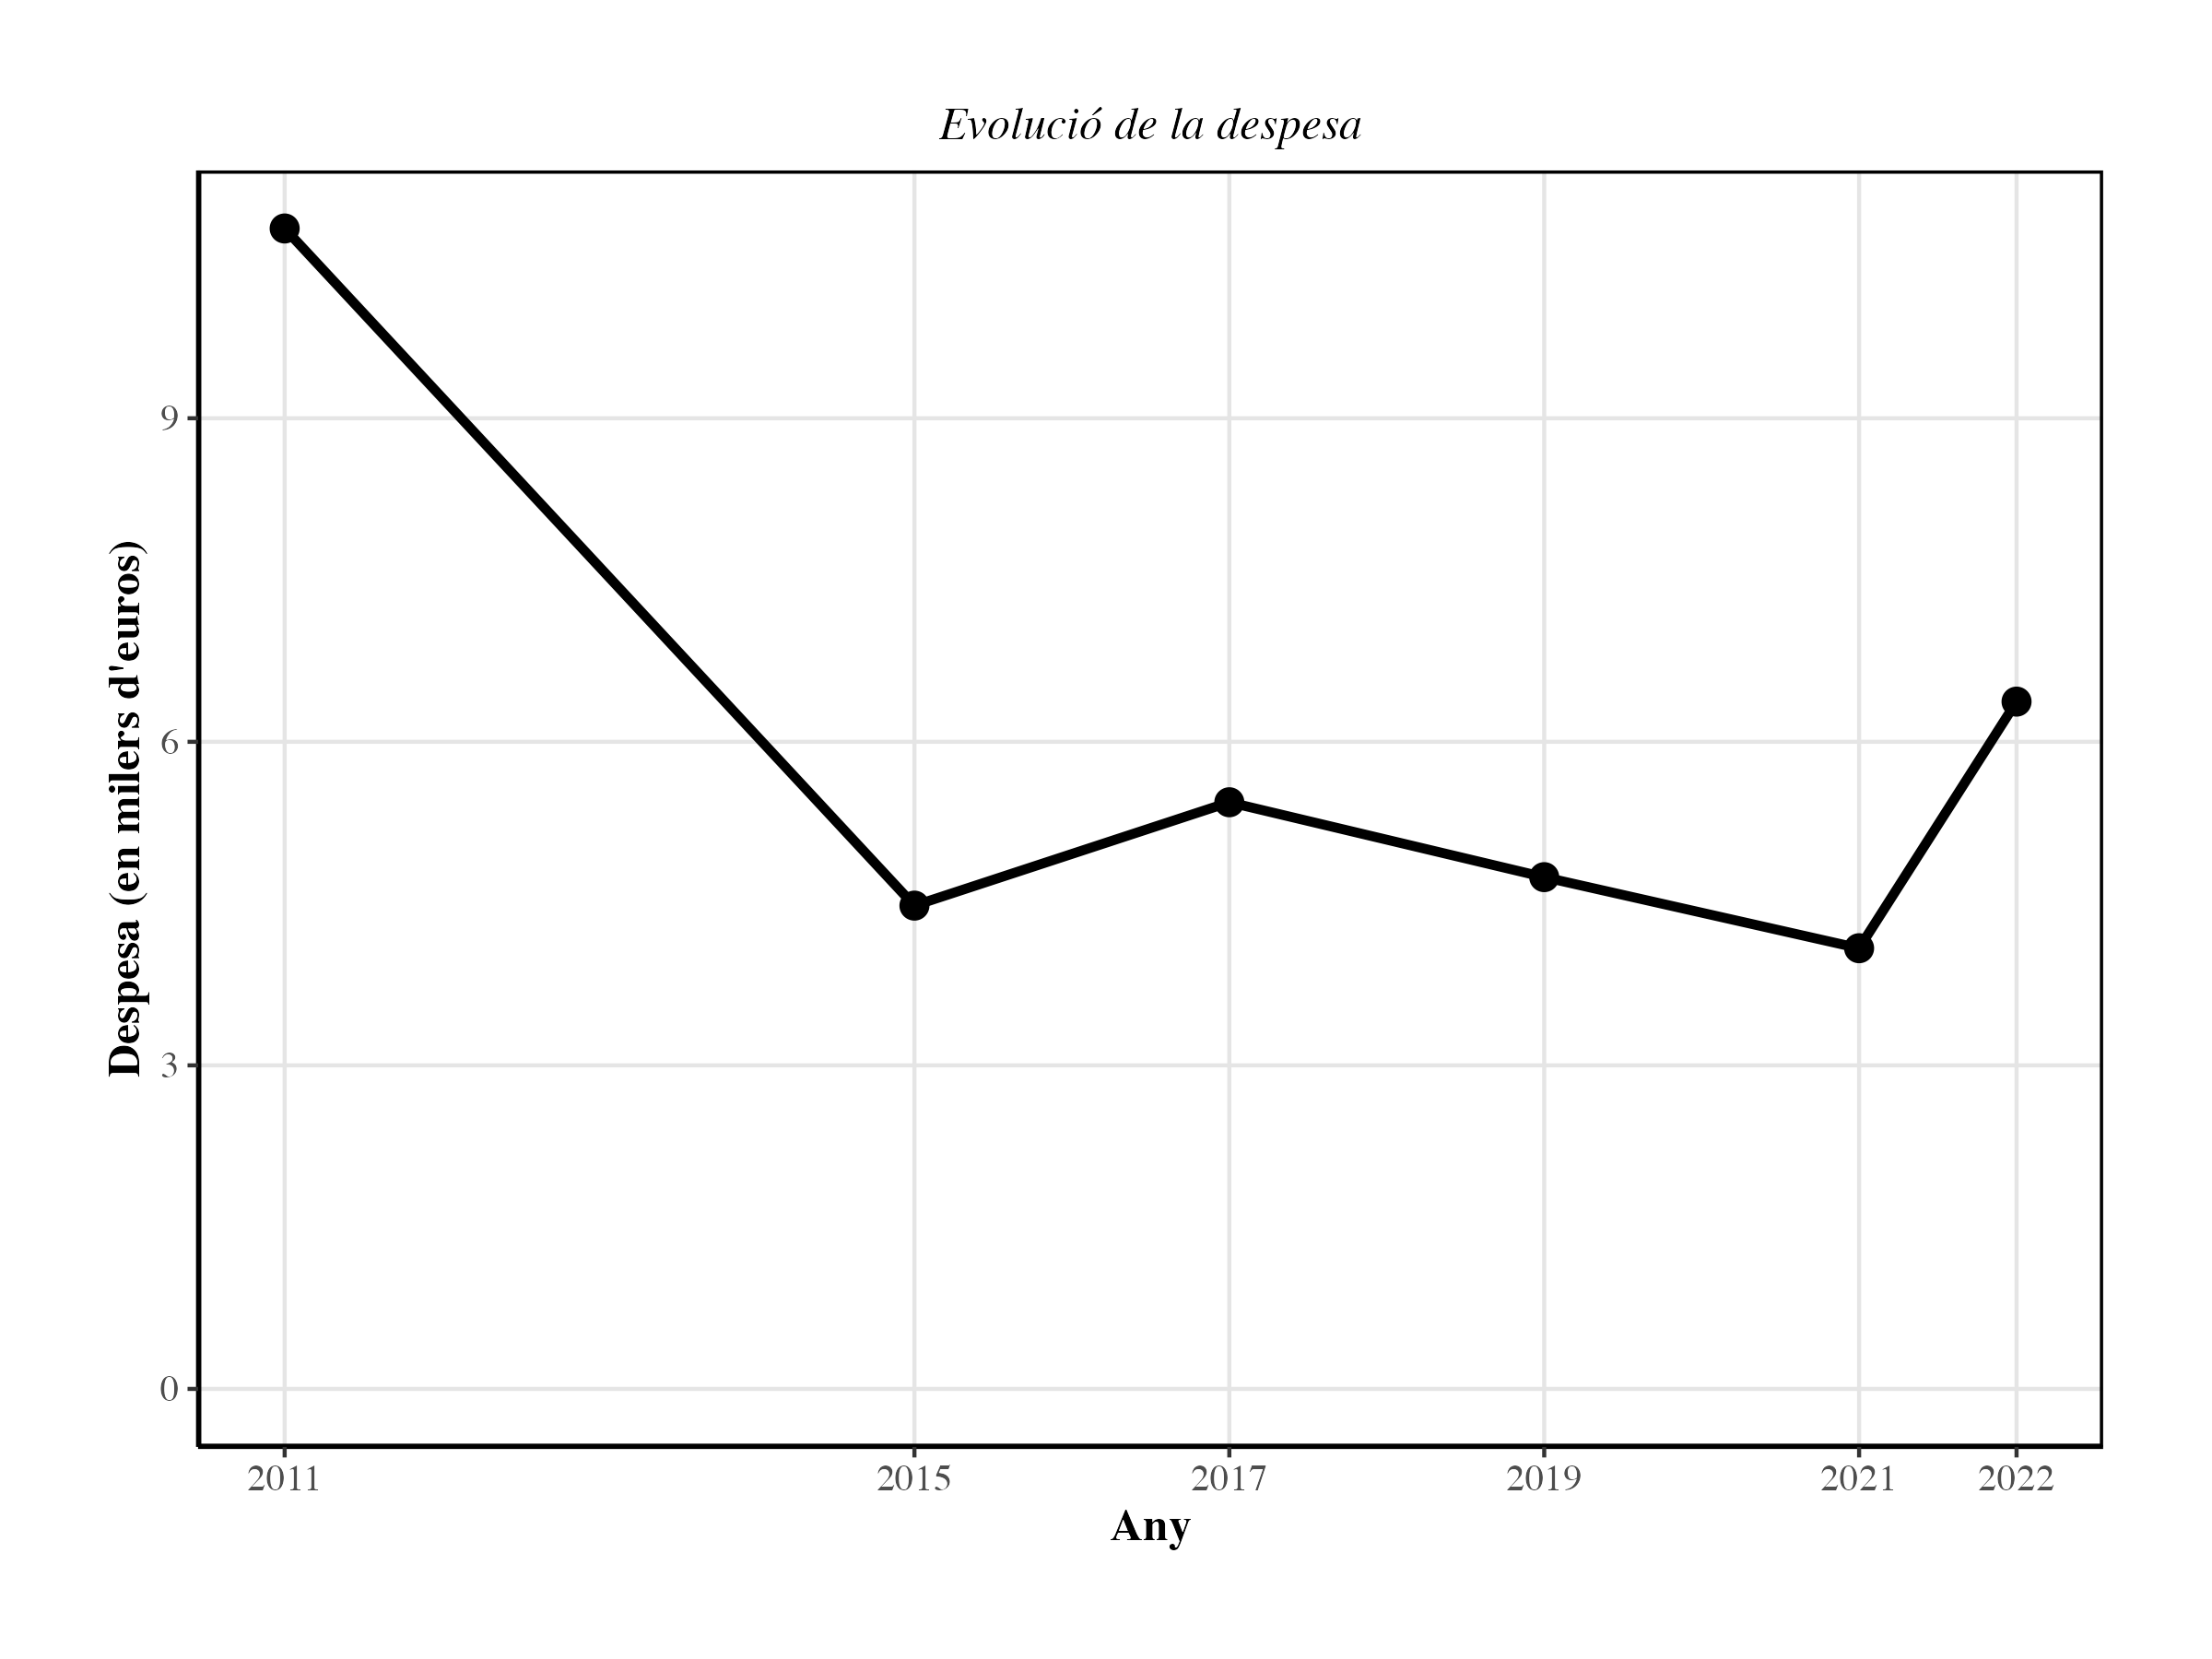 Evolució de la despesa
Despesa (en milers d'euros)
9
6
3
0
2011 2015 2017 2019 2021 2022
Any